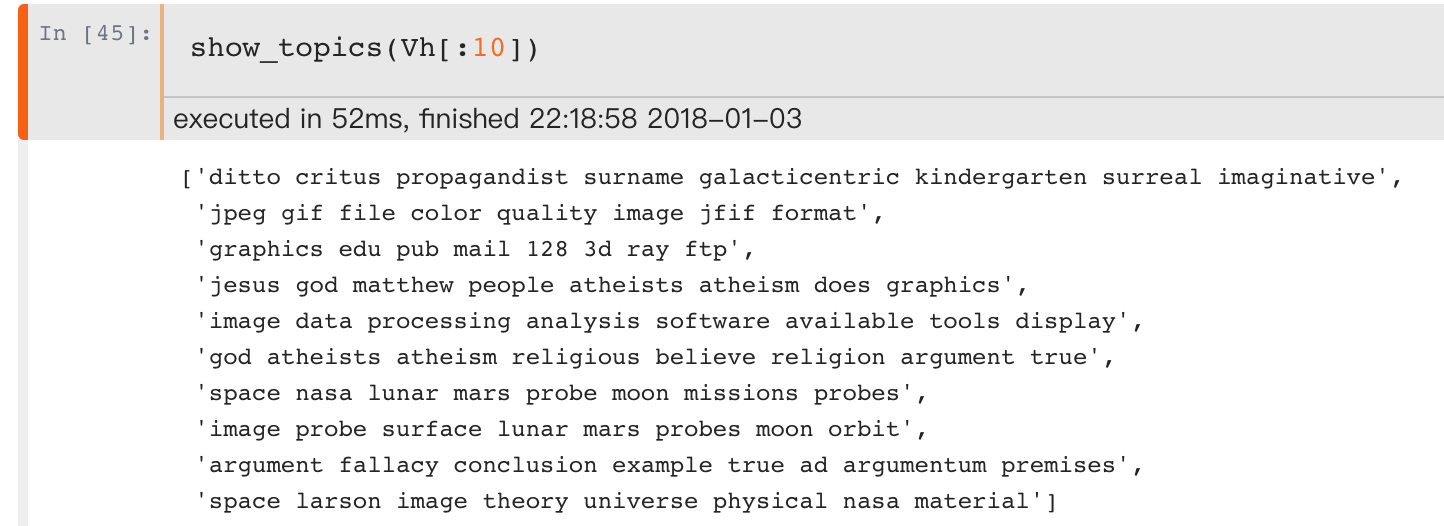 In [45]: show_topics(Vh[:10])
executed in 52ms, finished 22:18:58 2018-01-03
['ditto critus propagandist surname galacticentric kindergarten surreal imaginative',
'jpeg gif file color quality image jfif format',
'graphics edu pub mail 128 3d ray ftp',
'jesus god matthew people atheists atheism does graphics',
'image data processing analysis software available tools display',
'god atheists atheism religious believe religion argument true',
'space nasa lunar mars probe moon missions probes',
'image probe surface lunar mars probes moon orbit',
'argument fallacy conclusion example true ad argumentum premises',
'space larson image theory universe physical nasa material']